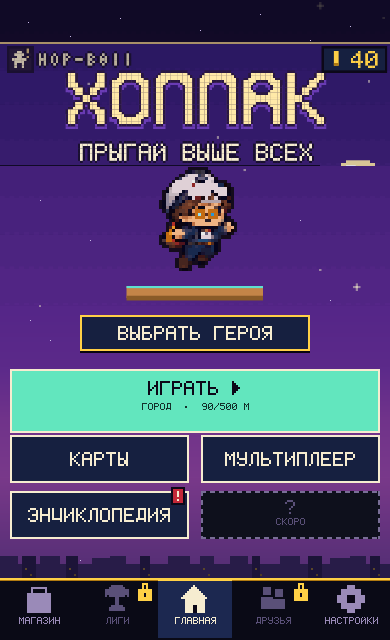 HOP-BALL
40
ХОППАК
ПРЫГАЙ ВЫШЕ ВСЕХ
ВЫБРАТЬ ГЕРОЯ
ИГРАТЬ
ГОРОД · 90/500 М
КАРТЫ
МУЛЬТИПЛЕЕР
!
ЭНЦИКЛОПЕДИЯ
?
СКОРО
МАГАЗИН
ЛИГИ
ГЛАВНАЯ
ДРУЗЬЯ
НАСТРОЙКИ